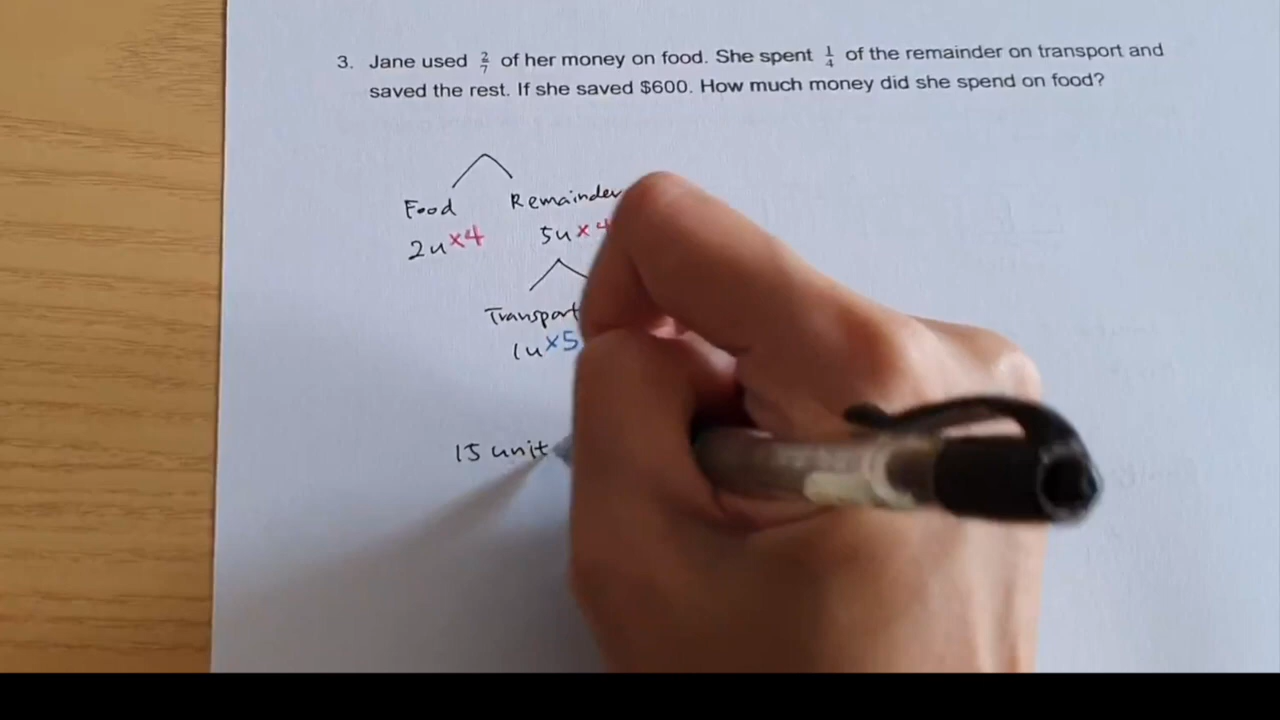 3. Jane used 2/7 of her money on food. She spent 1/4 of the remainder on transport and
saved the rest. If she saved $600. How much money did she spend on food?
Food Remainder
2u×4 5u×4
Transport
1u×5
15 unit